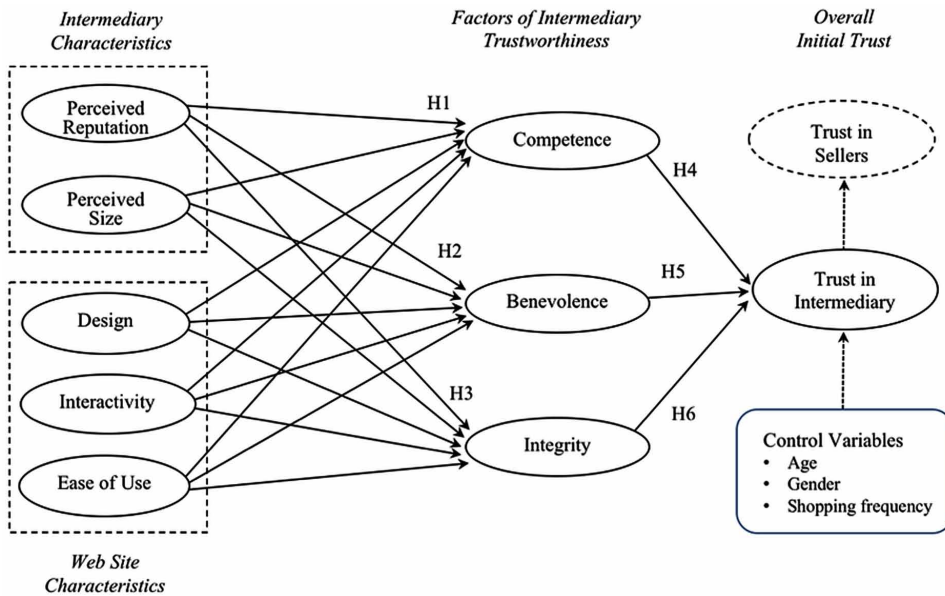 Intermediary
Characteristics
Factors of Intermediary
Trustworthiness
Overall
Initial Trust
Perceived
Reputation
Perceived
Size
Design
Interactivity
Ease of Use
Web Site
Characteristics
H1
H2
H3
Competence
Benevolence
Integrity
H4
H5
H6
Trust in
Sellers
Trust in
Intermediary
Control Variables
• Age
• Gender
• Shopping frequency